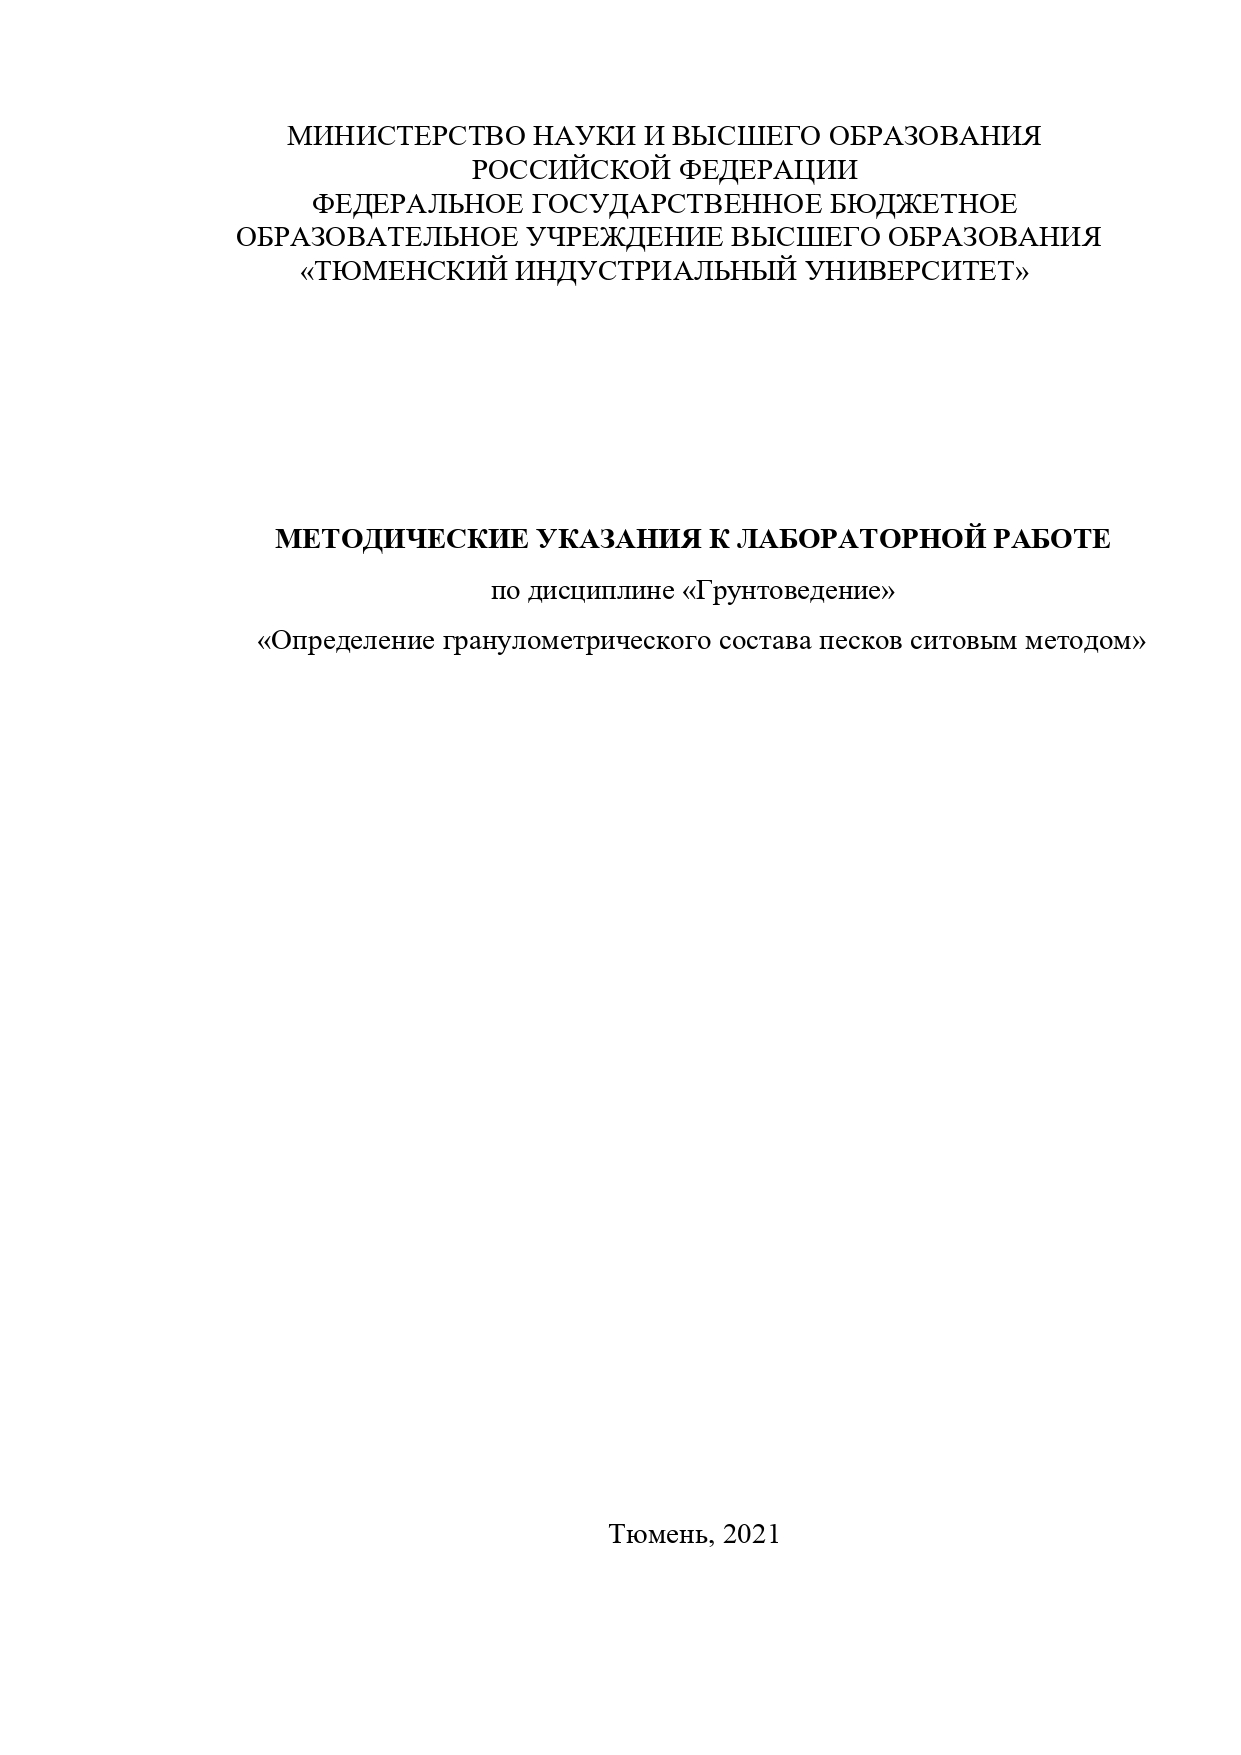 МИНИСТЕРСТВО НАУКИ И ВЫСШЕГО ОБРАЗОВАНИЯ
РОССИЙСКОЙ ФЕДЕРАЦИИ
ФЕДЕРАЛЬНОЕ ГОСУДАРСТВЕННОЕ БЮДЖЕТНОЕ
ОБРАЗОВАТЕЛЬНОЕ УЧРЕЖДЕНИЕ ВЫСШЕГО ОБРАЗОВАНИЯ
«ТЮМЕНСКИЙ ИНДУСТРИАЛЬНЫЙ УНИВЕРСИТЕТ»
МЕТОДИЧЕСКИЕ УКАЗАНИЯ К ЛАБОРАТОРНОЙ РАБОТЕ
по дисциплине «Грунтоведение»
«Определение гранулометрического состава песков ситовым методом»
Тюмень, 2021